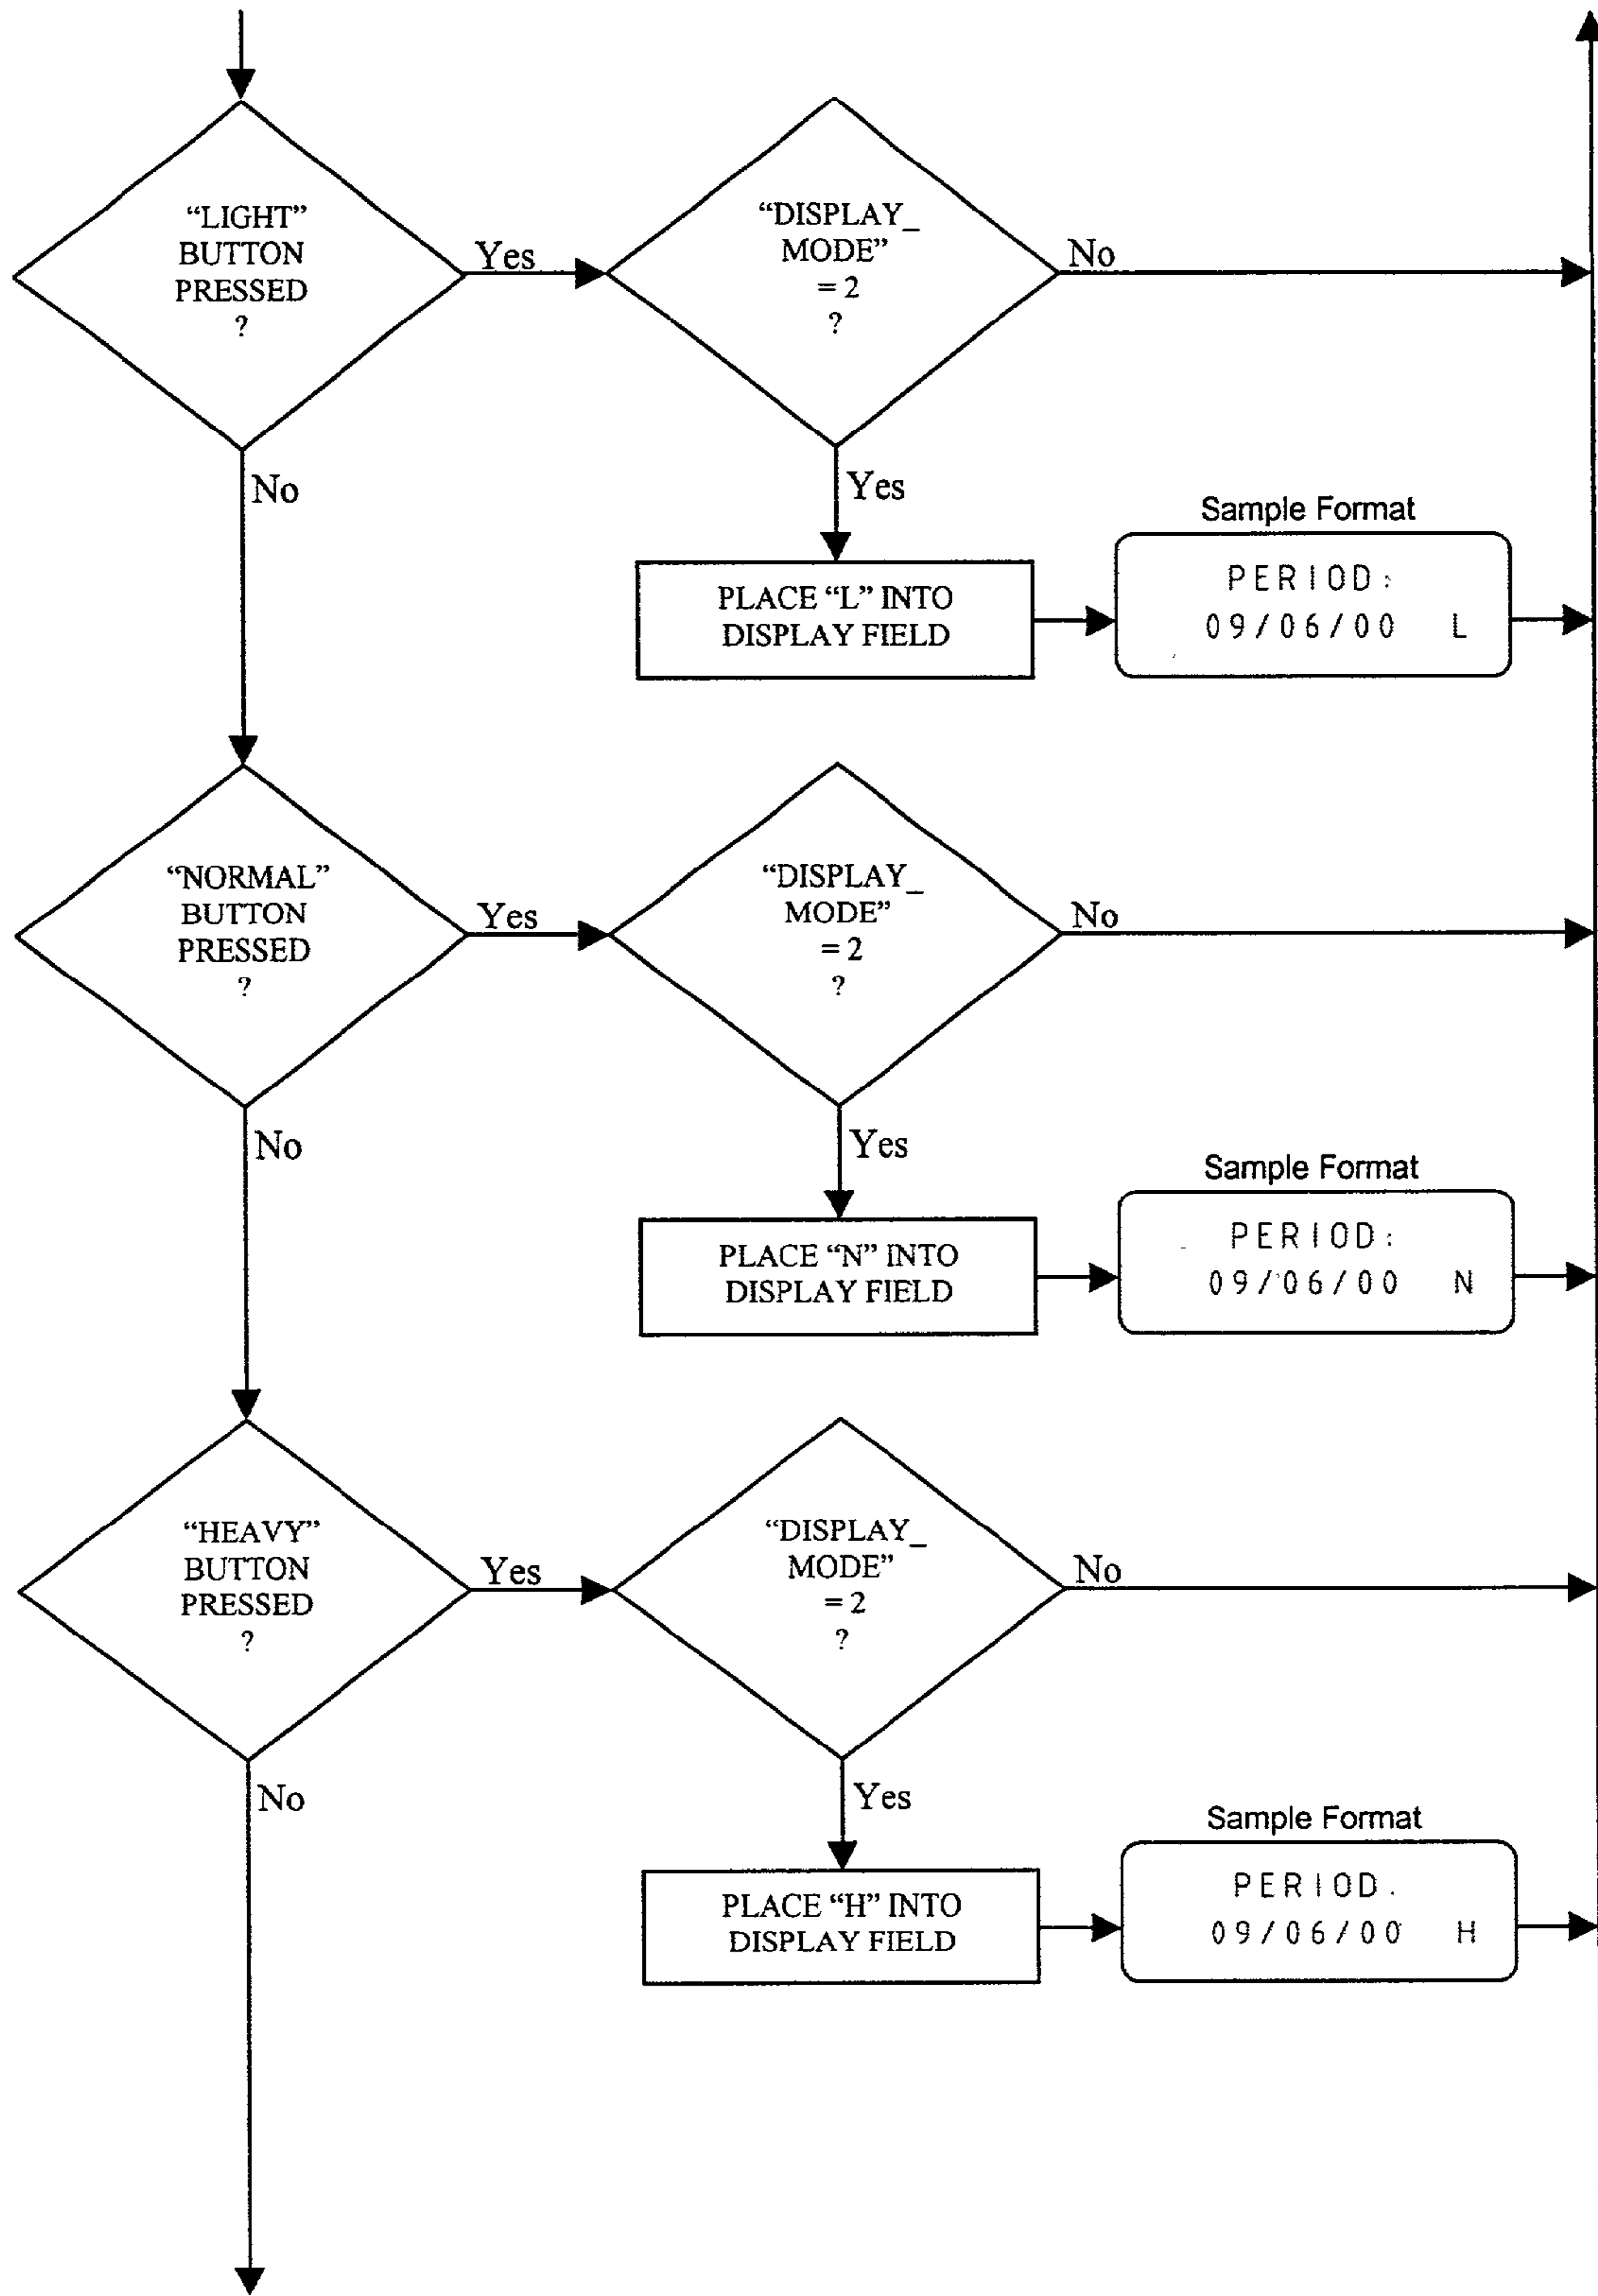 “LIGHT”
BUTTON
PRESSED
?
Yes
“DISPLAY_
MODE”
= 2
?
No
No
Yes
PLACE “L” INTO
DISPLAY FIELD
Sample Format
PERIOD:
09/06/00 L
“NORMAL”
BUTTON
PRESSED
?
Yes
“DISPLAY_
MODE”
= 2
?
No
No
Yes
PLACE “N” INTO
DISPLAY FIELD
Sample Format
PERIOD:
09/06/00 N
“HEAVY”
BUTTON
PRESSED
?
Yes
“DISPLAY_
MODE”
= 2
?
No
No
Yes
PLACE “H” INTO
DISPLAY FIELD
Sample Format
PERIOD.
09/06/00 H